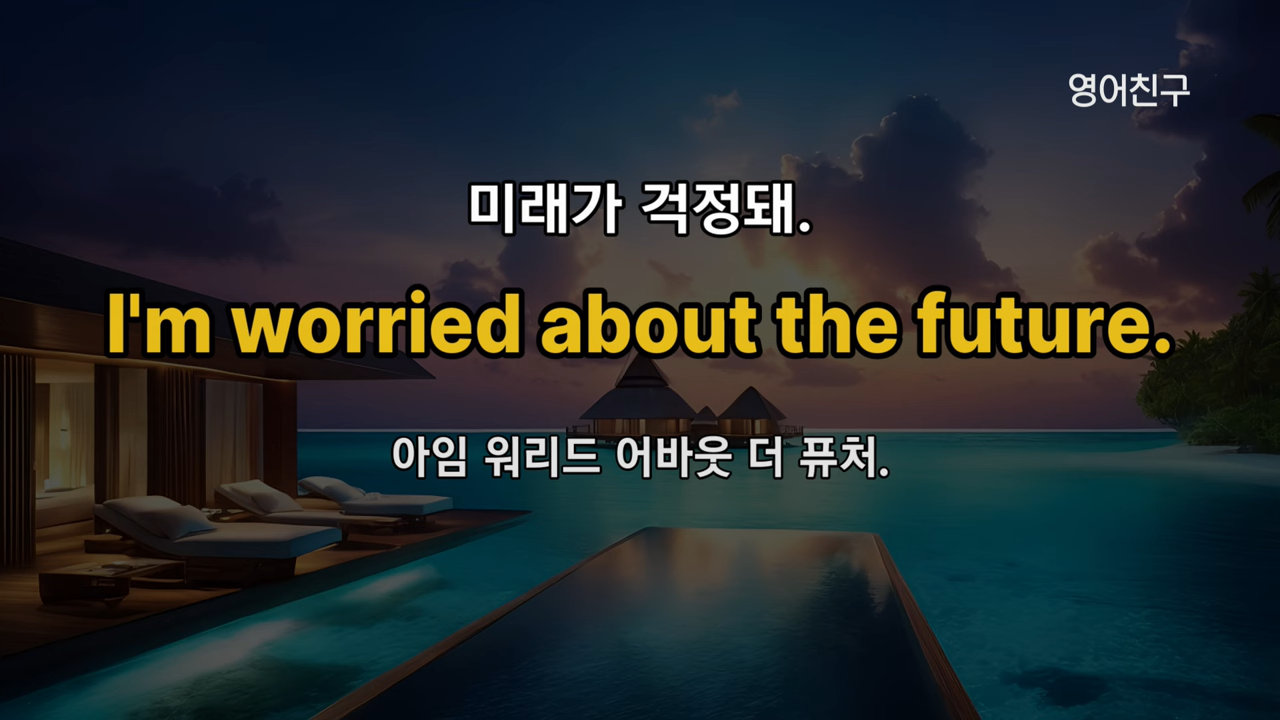 영어친구
미래가 걱정돼.
I'm worried about the future.
아임 워리드 어바웃 더 퓨처.